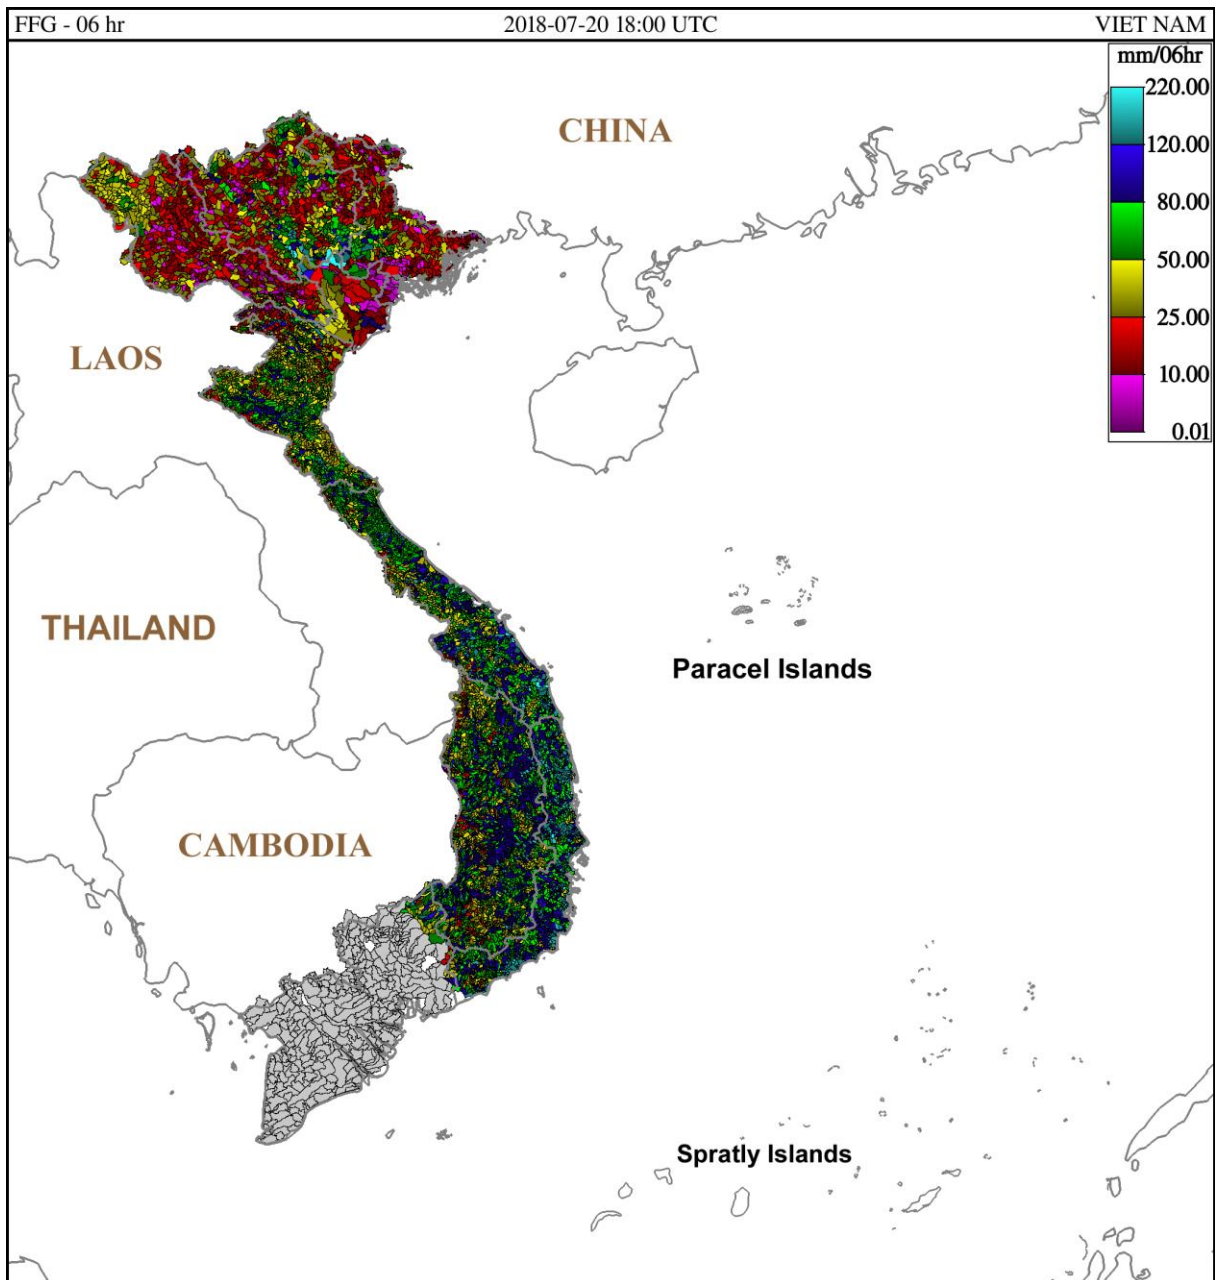 FFG - 06 hr 2018-07-20 18:00 UTC VIET NAM
mm/06hr
220.00
120.00
80.00
50.00
25.00
10.00
0.01
CHINA
LAOS
THAILAND
Paracel Islands
CAMBODIA
Spratly Islands